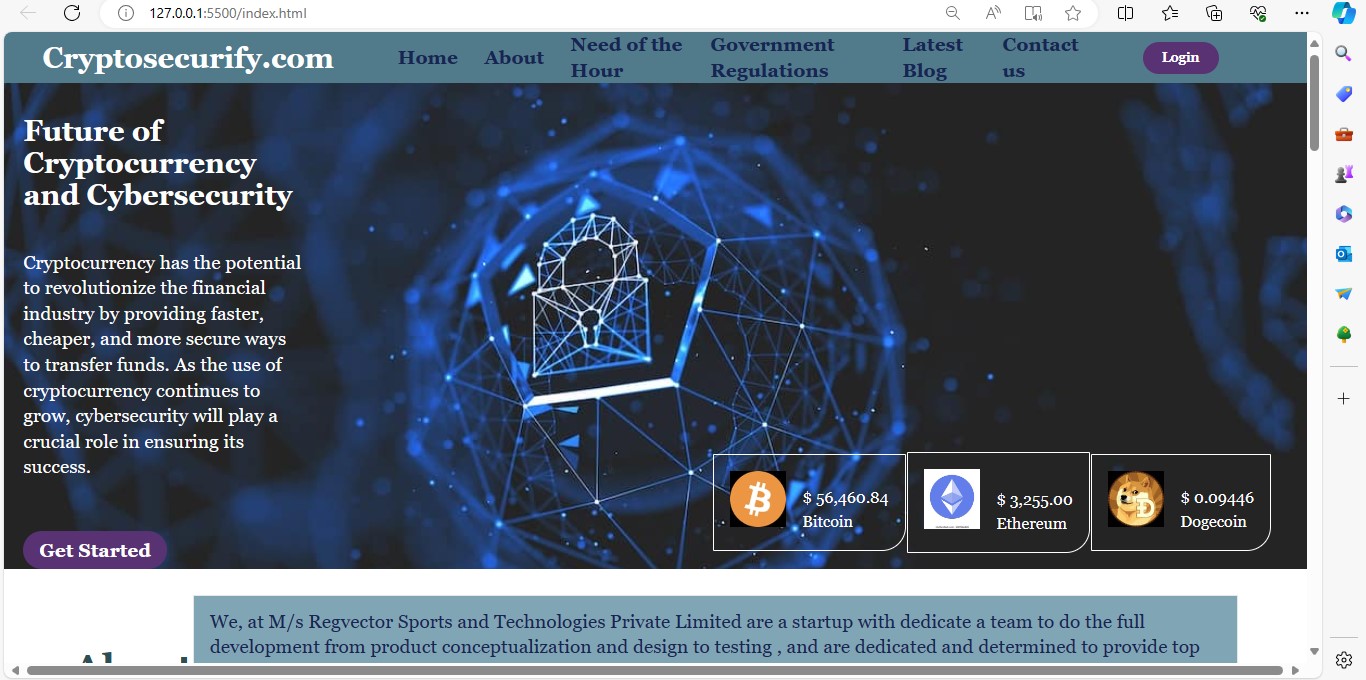 127.0.0.1:5500/index.html
Cryptosecurify.com
Home
About
Need of the
Hour
Government
Regulations
Latest
Blog
Contact
us
Login
Future of
Cryptocurrency
and Cybersecurity
Cryptocurrency has the potential
to revolutionize the financial
industry by providing faster,
cheaper, and more secure ways
to transfer funds. As the use of
cryptocurrency continues to
grow, cybersecurity will play a
crucial role in ensuring its
success.
Get Started
$ 56,460.84
Bitcoin
$ 3,255.00
Ethereum
$ 0.09446
Dogecoin
We, at M/s Regvector Sports and Technologies Private Limited are a startup with dedicate a team to do the full
development from product conceptualization and design to testing , and are dedicated and determined to provide top